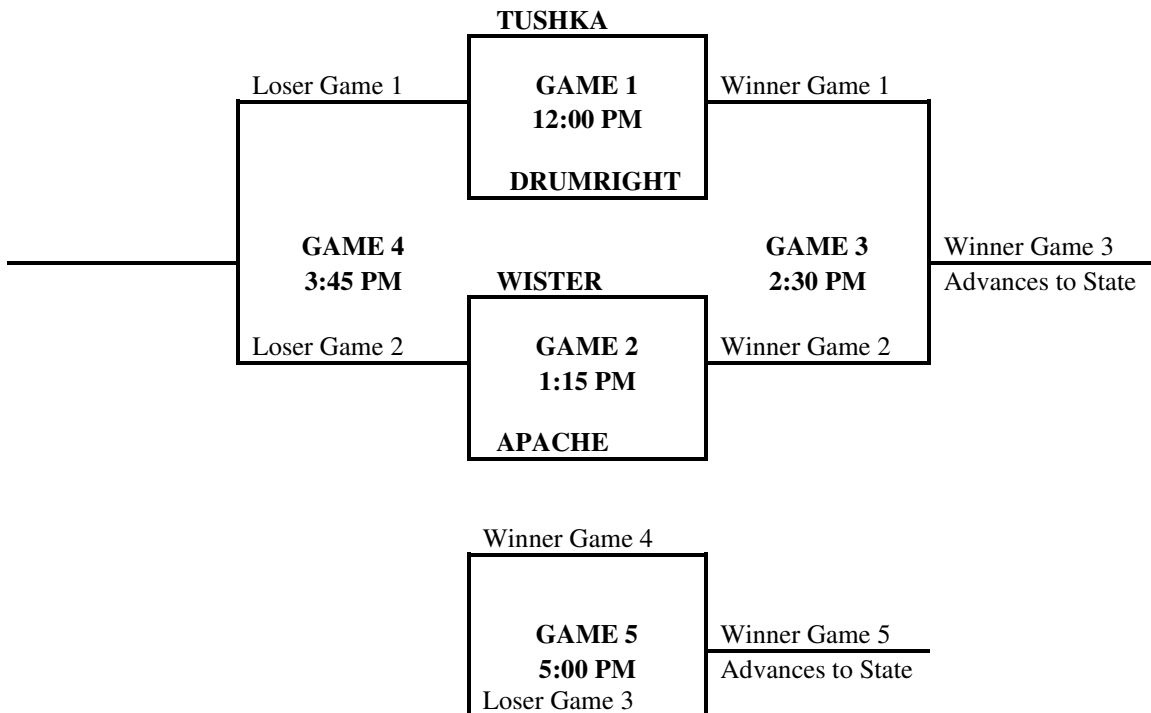 TUSHKA
Loser Game 1
GAME 1
Winner Game 1
12:00 PM
DRUMRIGHT
GAME 4
GAME 3
Winner Game 3
3:45 PM
WISTER
2:30 PM
Advances to State
Loser Game 2
GAME 2
Winner Game 2
1:15 PM
APACHE
Winner Game 4
GAME 5
Winner Game 5
5:00 PM
Advances to State
Loser Game 3